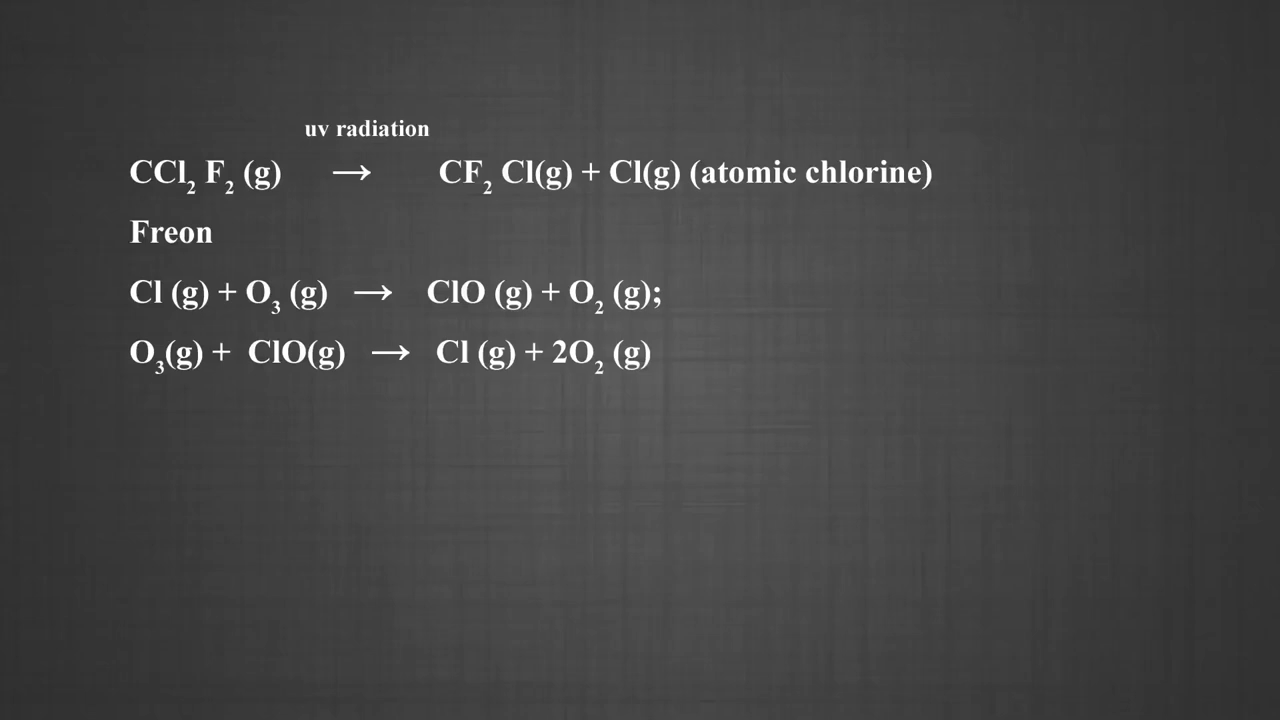 uv radiation
CCl₂ F₂ (g) → CF₂ Cl(g) + Cl(g) (atomic chlorine)
Freon
Cl (g) + O₃ (g) → ClO (g) + O₂ (g);
O₃(g) + ClO(g) → Cl (g) + 2O₂ (g)